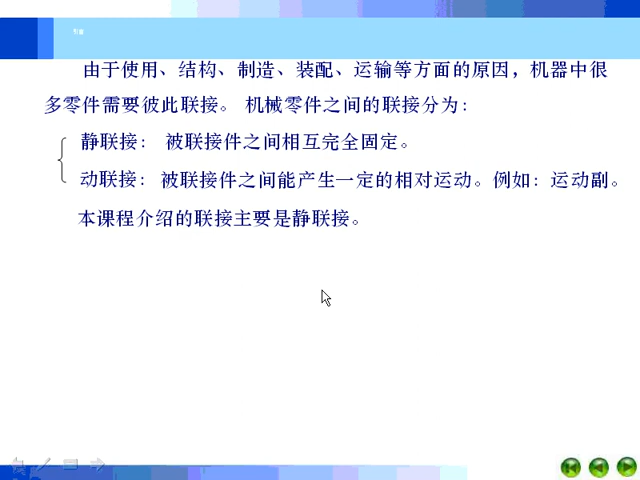 引言
由于使用、结构、制造、装配、运输等方面的原因，机器中很
多零件需要彼此联接。 机械零件之间的联接分为：
静联接： 被联接件之间相互完全固定。
动联接： 被联接件之间能产生一定的相对运动。例如：运动副。
本课程介绍的联接主要是静联接。